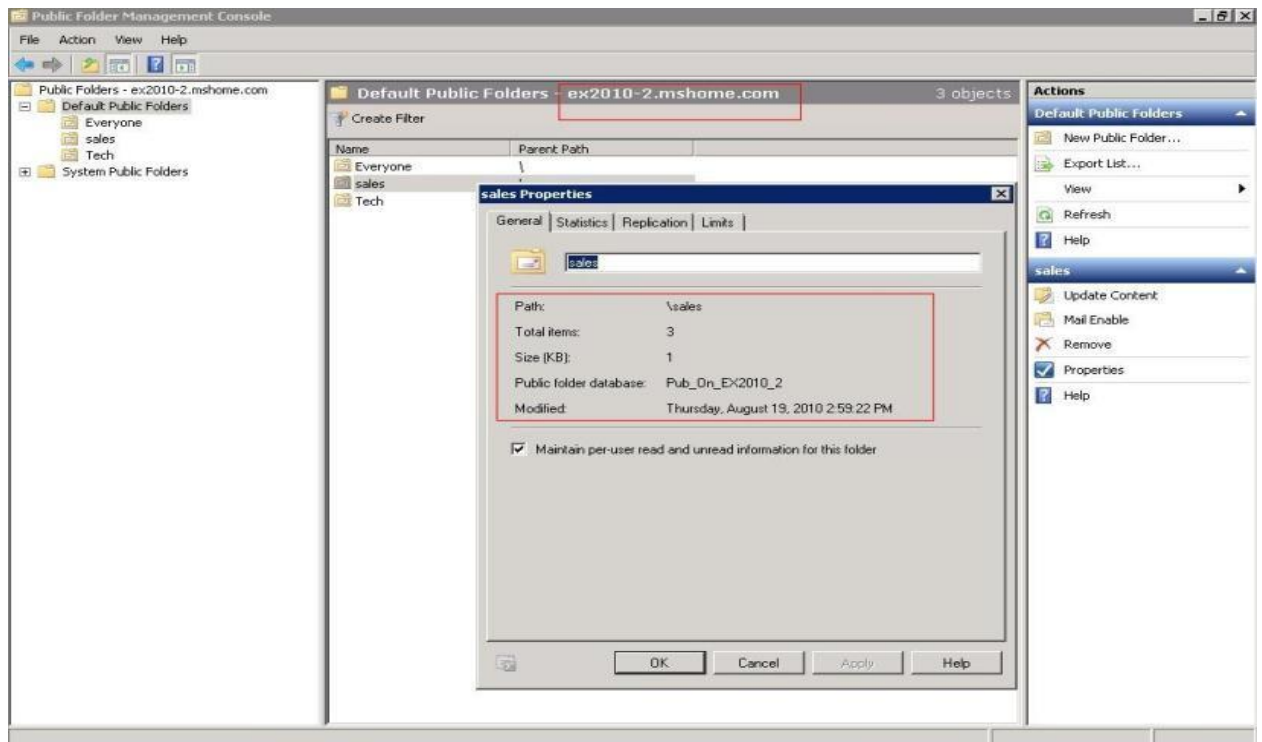 Public Folder Management Console
File Action View Help
Public Folders - ex2010-2.mshome.com
Default Public Folders
Everyone
sales
Tech
System Public Folders
Default Public Folders - ex2010-2.mshome.com 3 objects
Create Filter
Name Parent Path
Everyone \
sales
Tech
sales Properties
General Statistics Replication Limits
sales
Path: \sales
Total items: 3
Size (KB): 1
Public folder database: Pub_On_EX2010_2
Modified: Thursday, August 19, 2010 2:59:22 PM
Maintain per-user read and unread information for this folder
OK Cancel Apply Help
Actions
Default Public Folders
New Public Folder...
Export List...
View
Refresh
Help
sales
Update Content
Mail Enable
Remove
Properties
Help